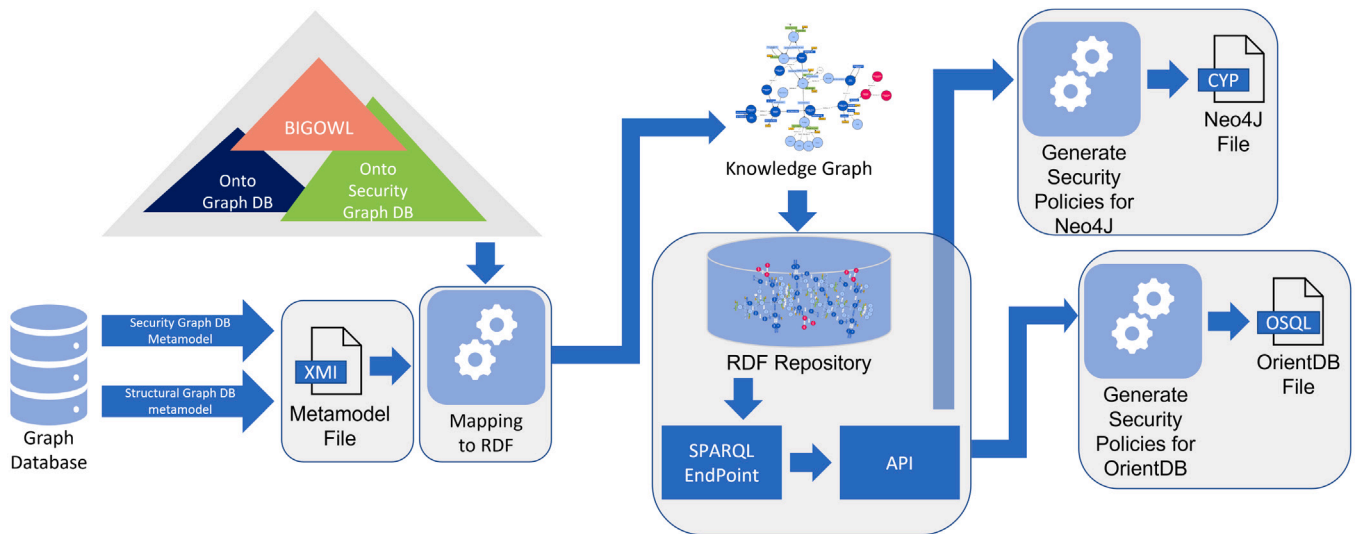 BIGOWL
Onto
Graph DB
Onto
Security
Graph DB
Graph
Database
Security Graph DB
Metamodel
Structural Graph DB
metamodel
XMI
Metamodel
File
Mapping
to RDF
Knowledge Graph
RDF Repository
SPARQL
EndPoint
API
Generate
Security
Policies for
Neo4J
CYP
Neo4J
File
Generate
Security
Policies for
OrientDB
OSQL
OrientDB
File